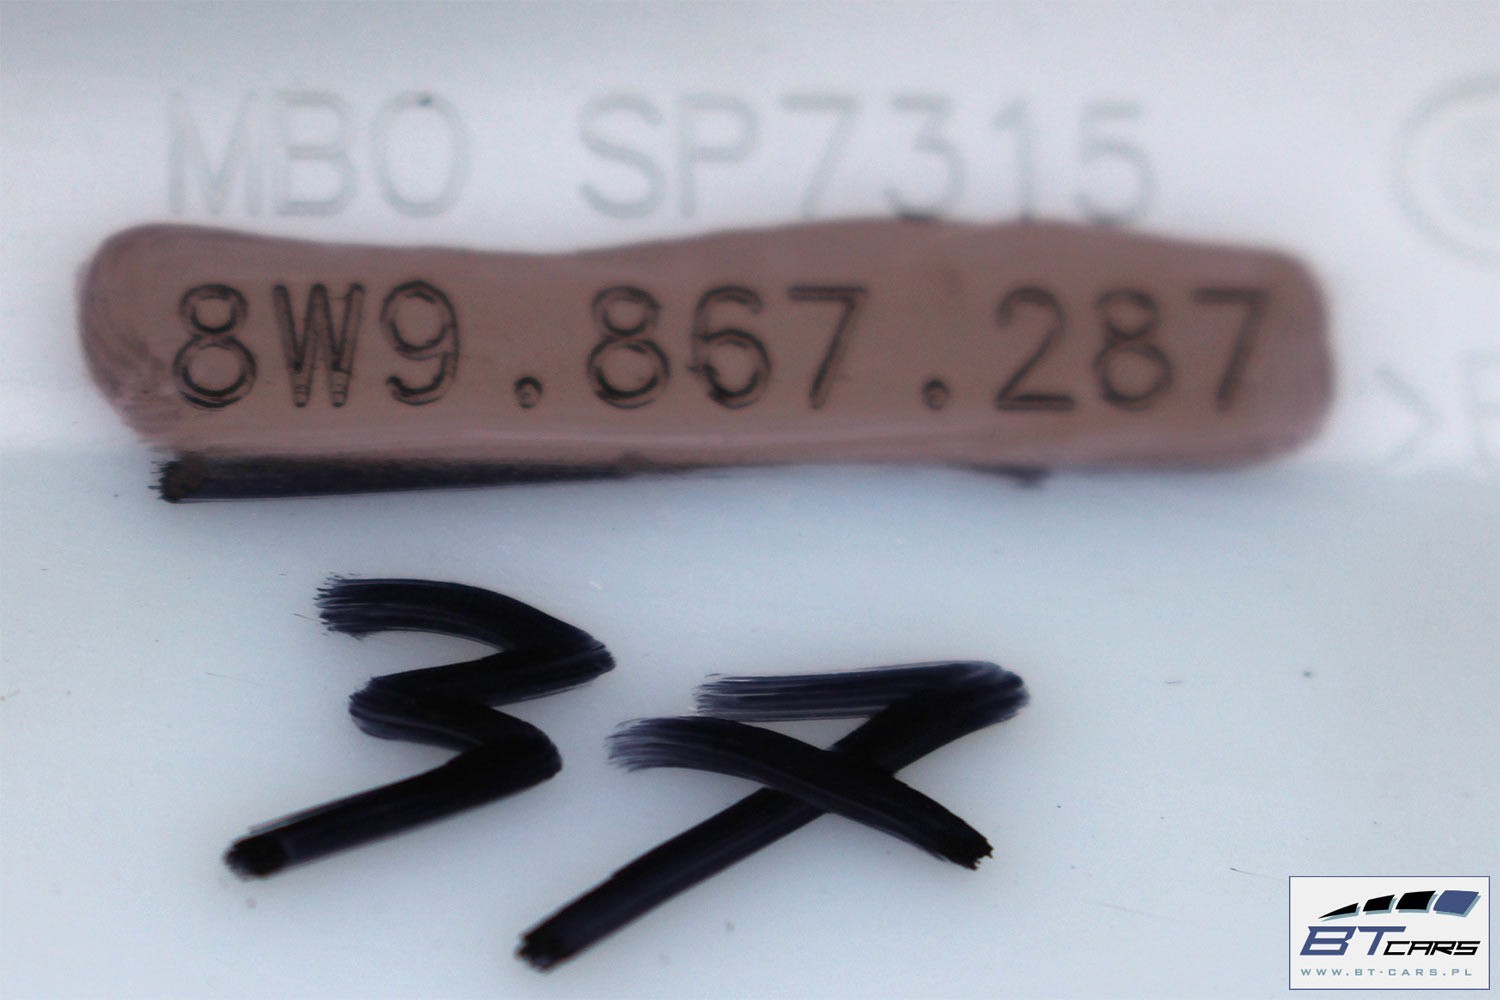 MBO SP7315
8W9.867.287
37
BT CARS
WWW.BT-CARS.PL